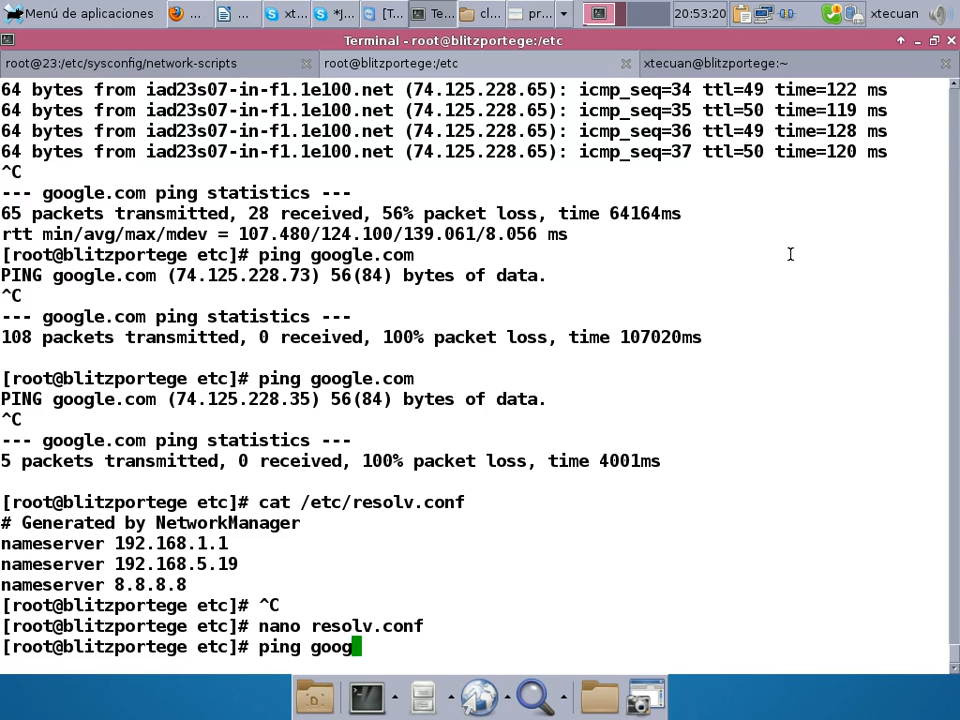 Menú de aplicaciones
...
...
xt...
*J...
[T...
Te...
cl...
pr...
20:53:20
xtecuan
Terminal - root@blitzportege:/etc
root@23:/etc/sysconfig/network-scripts
root@blitzportege:/etc
xtecuan@blitzportege:~
64 bytes from iad23s07-in-f1.1e100.net (74.125.228.65): icmp_seq=34 ttl=49 time=122 ms
64 bytes from iad23s07-in-f1.1e100.net (74.125.228.65): icmp_seq=35 ttl=50 time=119 ms
64 bytes from iad23s07-in-f1.1e100.net (74.125.228.65): icmp_seq=36 ttl=49 time=128 ms
64 bytes from iad23s07-in-f1.1e100.net (74.125.228.65): icmp_seq=37 ttl=50 time=120 ms
^C
--- google.com ping statistics ---
65 packets transmitted, 28 received, 56% packet loss, time 64164ms
rtt min/avg/max/mdev = 107.480/124.100/139.061/8.056 ms
[root@blitzportege etc]# ping google.com
PING google.com (74.125.228.73) 56(84) bytes of data.
^C
--- google.com ping statistics ---
108 packets transmitted, 0 received, 100% packet loss, time 107020ms
[root@blitzportege etc]# ping google.com
PING google.com (74.125.228.35) 56(84) bytes of data.
^C
--- google.com ping statistics ---
5 packets transmitted, 0 received, 100% packet loss, time 4001ms
[root@blitzportege etc]# cat /etc/resolv.conf
# Generated by NetworkManager
nameserver 192.168.1.1
nameserver 192.168.5.19
nameserver 8.8.8.8
[root@blitzportege etc]# ^C
[root@blitzportege etc]# nano resolv.conf
[root@blitzportege etc]# ping goog